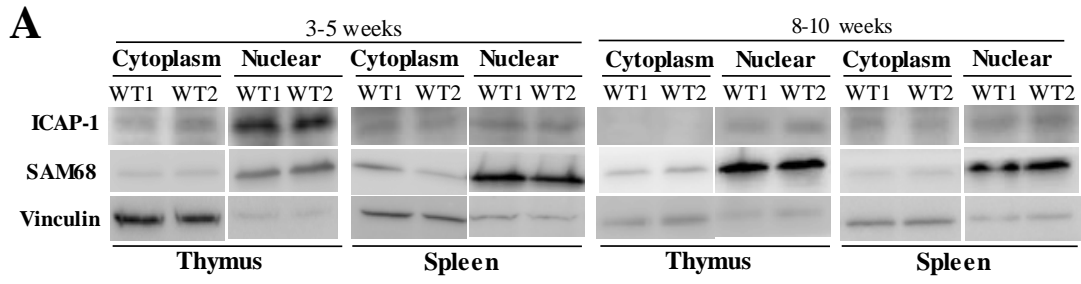 A
3-5 weeks 8-10 weeks
Cytoplasm Nuclear Cytoplasm Nuclear Cytoplasm Nuclear Cytoplasm Nuclear
WT1 WT2 WT1 WT2 WT1 WT2 WT1 WT2 WT1 WT2 WT1 WT2 WT1 WT2 WT1 WT2
ICAP-1
SAM68
Vinculin
Thymus Spleen Thymus Spleen